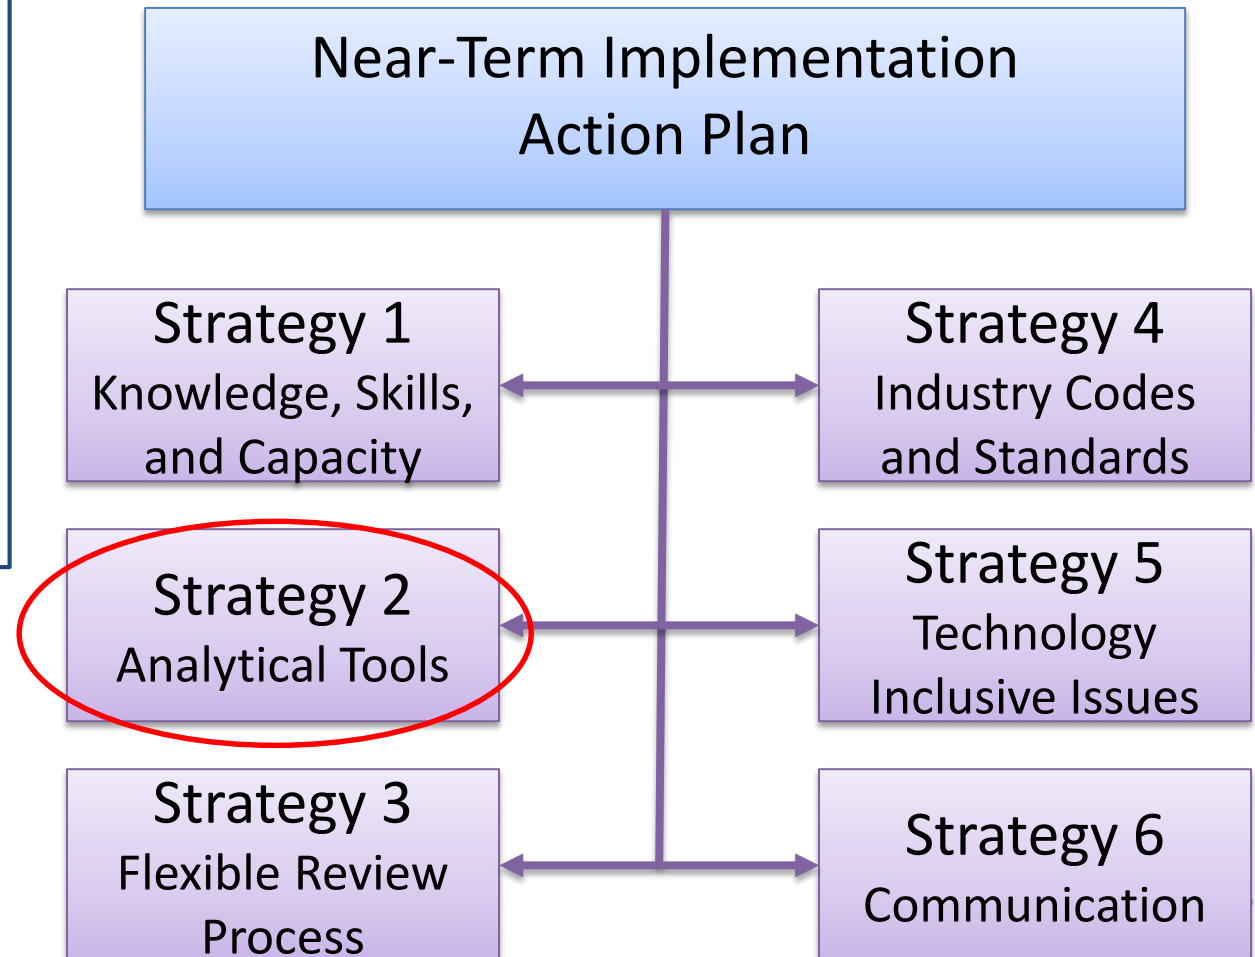 Near-Term Implementation
Action Plan
Strategy 1
Knowledge, Skills,
and Capacity
Strategy 2
Analytical Tools
Strategy 3
Flexible Review
Process
Strategy 4
Industry Codes
and Standards
Strategy 5
Technology
Inclusive Issues
Strategy 6
Communication